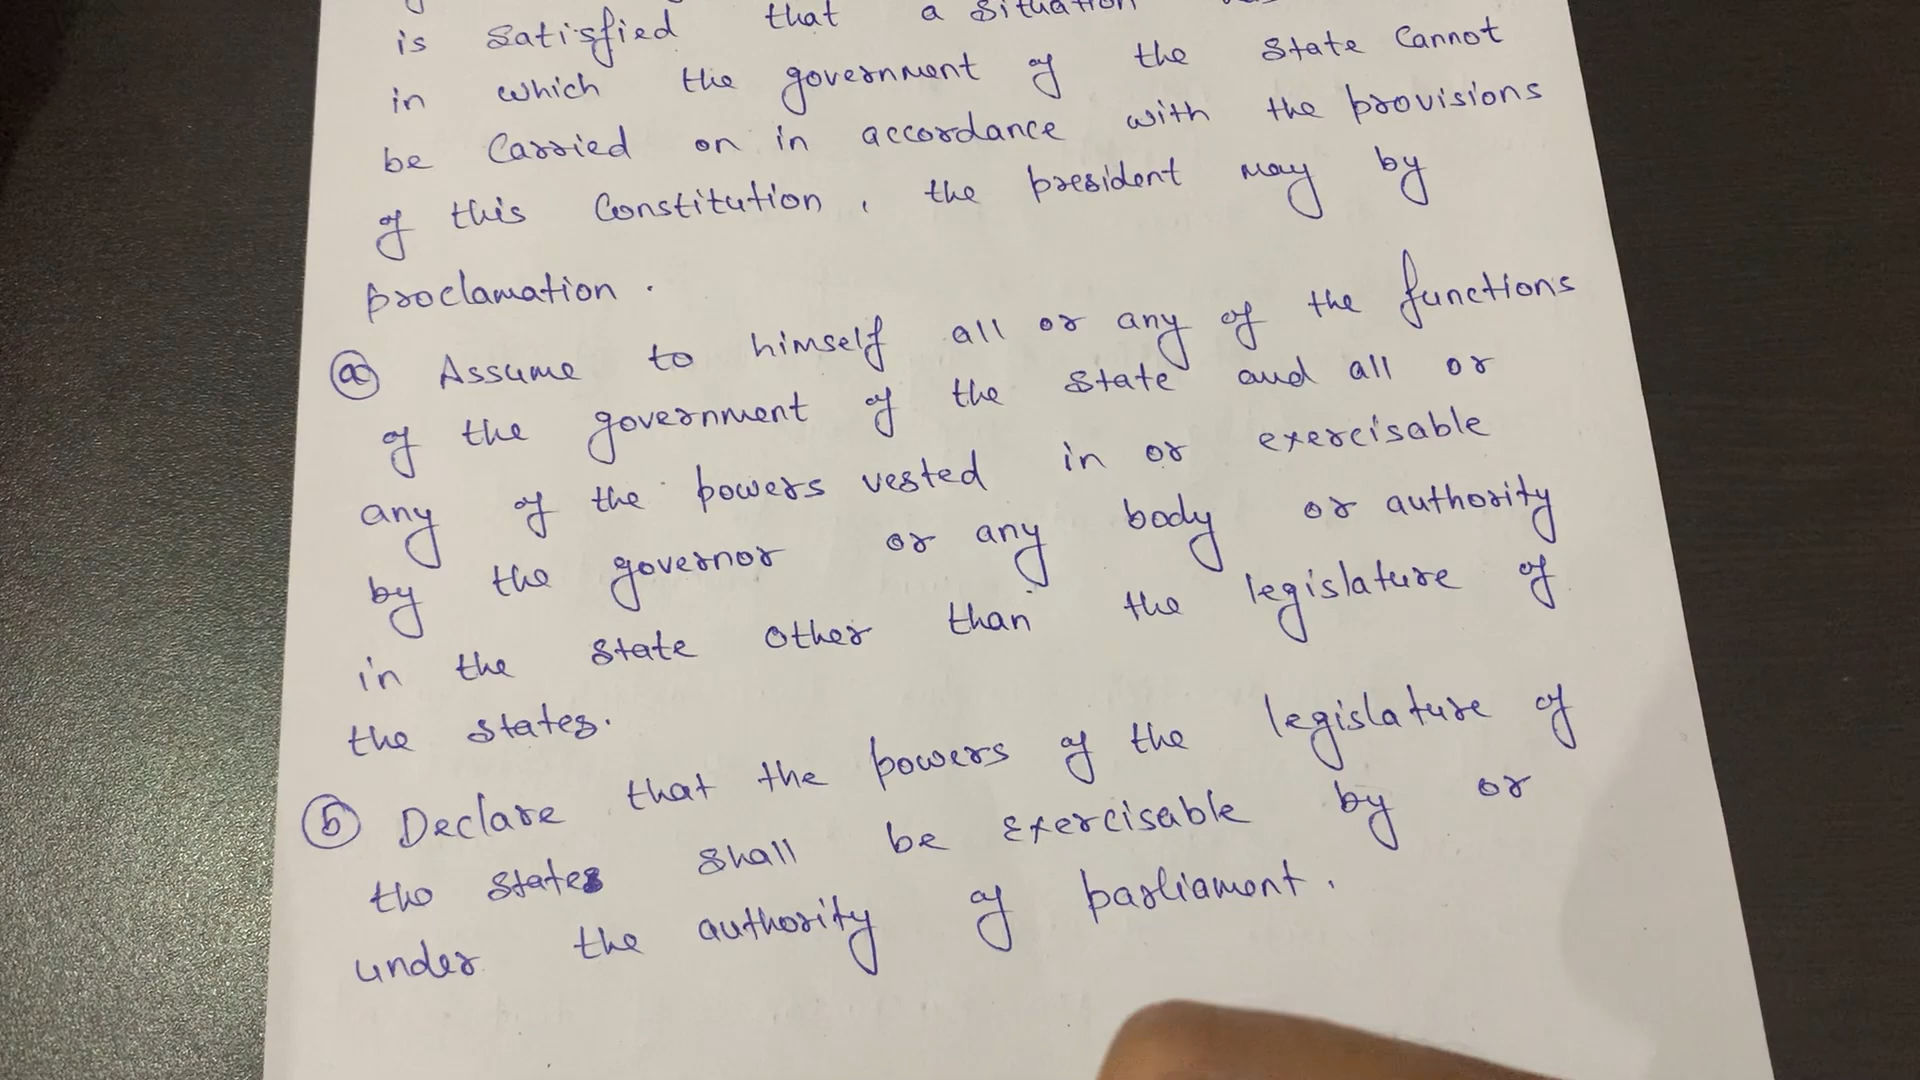 is satisfied that a situation
in which the government of the state cannot
be carried on in accordance with the provisions
of this Constitution, the president may by
proclamation.
(a) Assume to himself all or any of the functions
of the government of the state and all or
any of the powers vested in or exercisable
by the governor or any body or authority
in the state other than the legislature of
the states.
(b) Declare that the powers of the legislature of
the states shall be exercisable by or
under the authority of parliament.